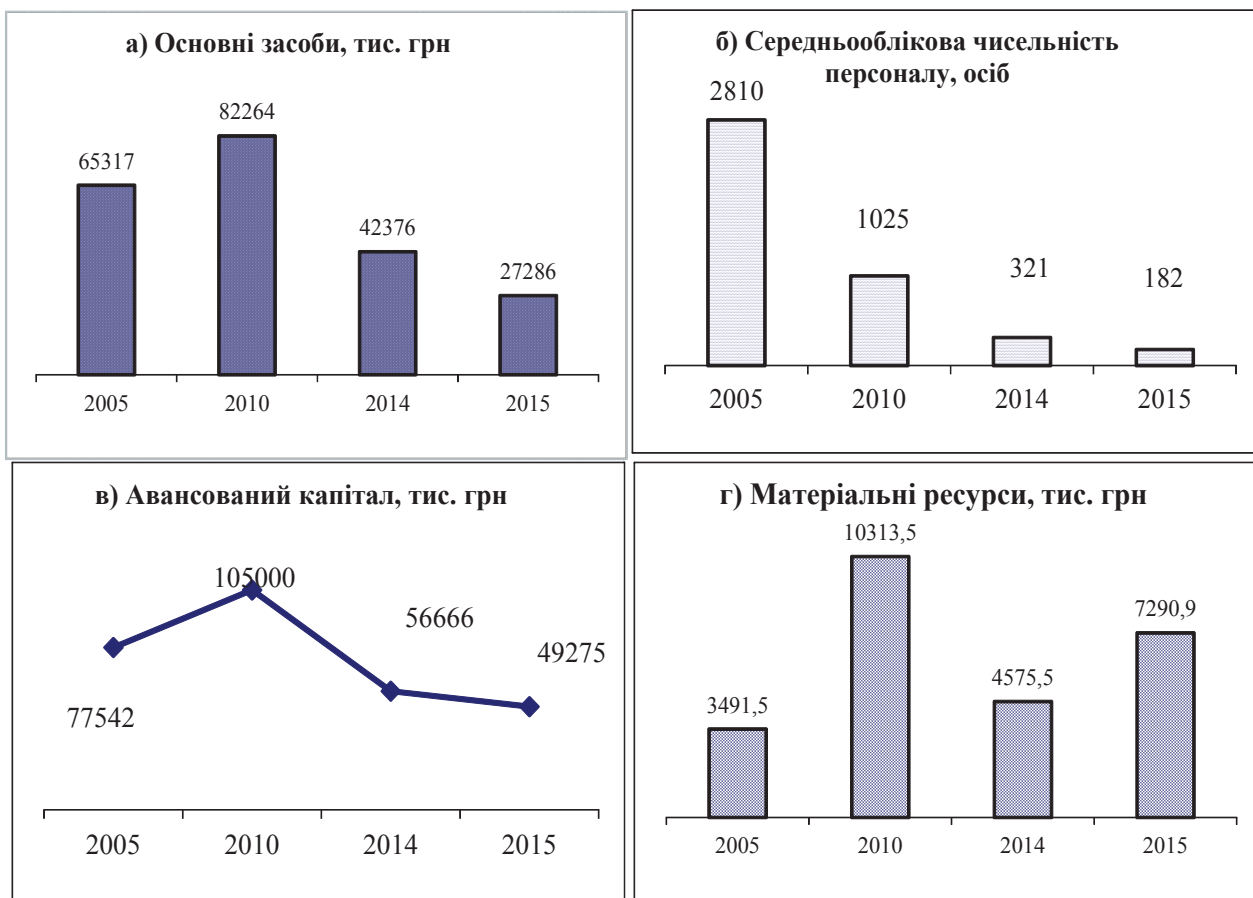 а) Основні засоби, тис. грн
82264
65317
42376
27286
2005 2010 2014 2015
б) Середньооблікова чисельність
персоналу, осіб
2810
1025
321
182
2005 2010 2014 2015
в) Авансований капітал, тис. грн
105000
56666
49275
77542
2005 2010 2014 2015
г) Матеріальні ресурси, тис. грн
10313,5
7290,9
4575,5
3491,5
2005 2010 2014 2015